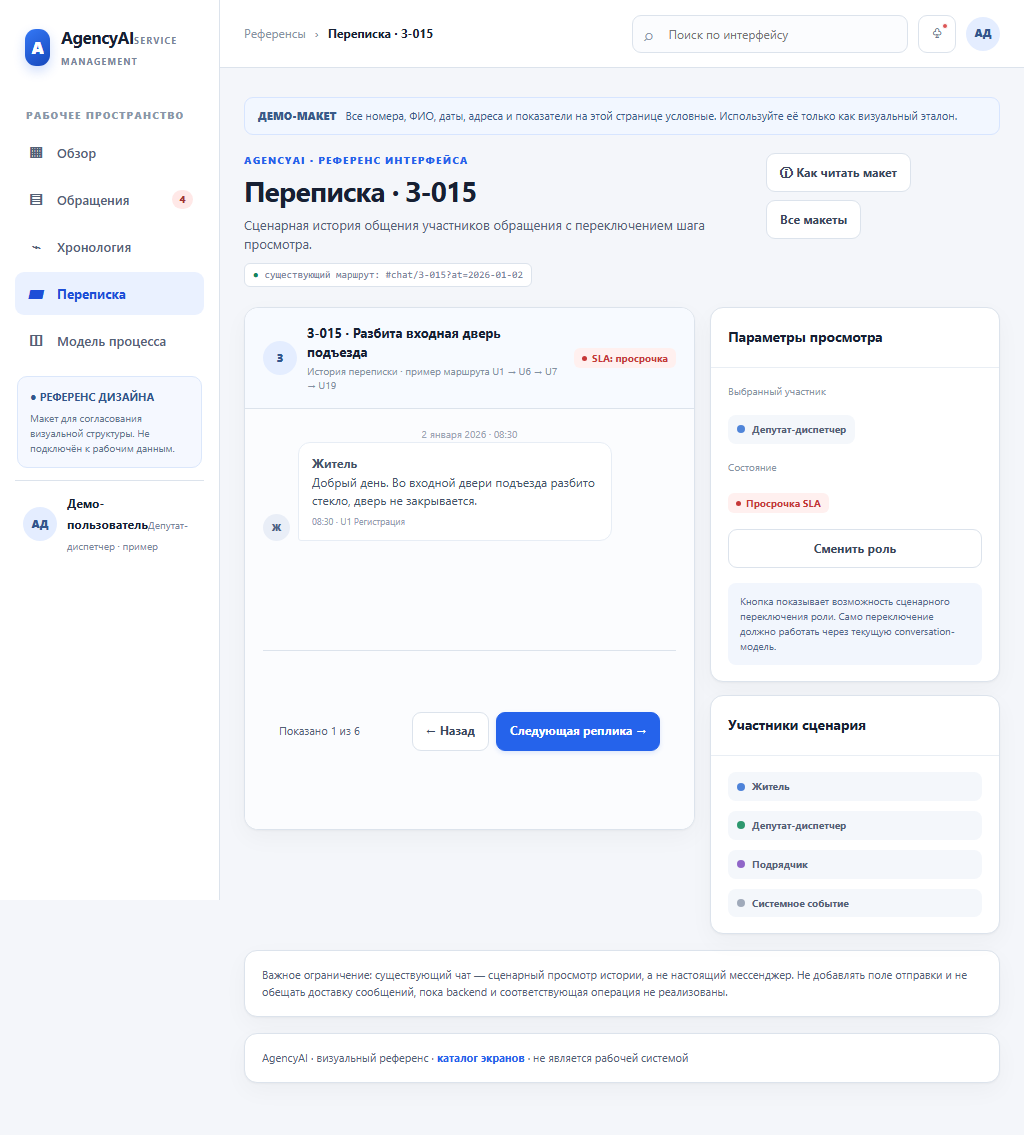 A
AgencyAI SERVICE
MANAGEMENT
РАБОЧЕЕ ПРОСТРАНСТВО
Обзор
Обращения 4
Хронология
Переписка
Модель процесса
● РЕФЕРЕНС ДИЗАЙНА
Макет для согласования
визуальной структуры. Не
подключён к рабочим данным.
АД
Демо-
пользователь Депутат-
диспетчер · пример
Референсы › Переписка · 3-015
Поиск по интерфейсу
АД
ДЕМО-МАКЕТ Все номера, ФИО, даты, адреса и показатели на этой странице условные. Используйте её только как визуальный эталон.
AGENCYAI · РЕФЕРЕНС ИНТЕРФЕЙСА
Переписка · 3-015
Сценарная история общения участников обращения с переключением шага
просмотра.
● существующий маршрут: #chat/3-015?at=2026-01-02
ⓘ Как читать макет
Все макеты
З
3-015 · Разбита входная дверь
подъезда
История переписки · пример маршрута U1 → U6 → U7
→ U19
● SLA: просрочка
2 января 2026 · 08:30
Житель
Добрый день. Во входной двери подъезда разбито
стекло, дверь не закрывается.
08:30 · U1 Регистрация
Ж
Показано 1 из 6
← Назад
Следующая реплика →
Параметры просмотра
Выбранный участник
Депутат-диспетчер
Состояние
● Просрочка SLA
Сменить роль
Кнопка показывает возможность сценарного
переключения роли. Само переключение
должно работать через текущую conversation-
модель.
Участники сценария
Житель
Депутат-диспетчер
Подрядчик
Системное событие
Важное ограничение: существующий чат — сценарный просмотр истории, а не настоящий мессенджер. Не добавлять поле отправки и не
обещать доставку сообщений, пока backend и соответствующая операция не реализованы.
AgencyAI · визуальный референс · каталог экранов · не является рабочей системой